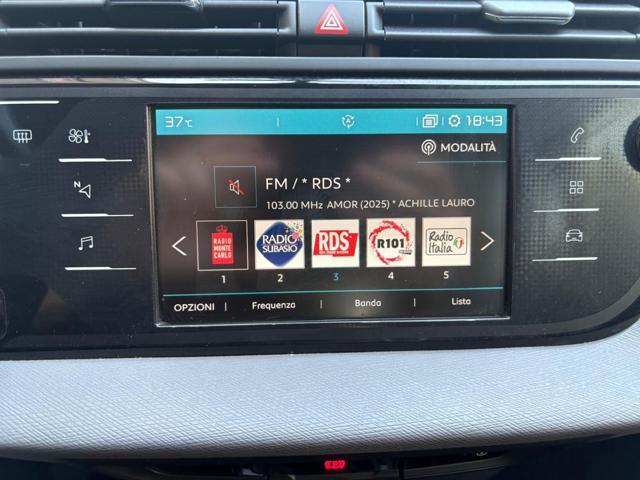 37°C
18:43
MODALITÀ
FM / * RDS *
103.00 MHz AMOR (2025) * ACHILLE LAURO
RADIO MONTE CARLO
RADIO SUBASIO
RDS
R101
Radio Italia
1 2 3 4 5
OPZIONI Frequenza Banda Lista
N